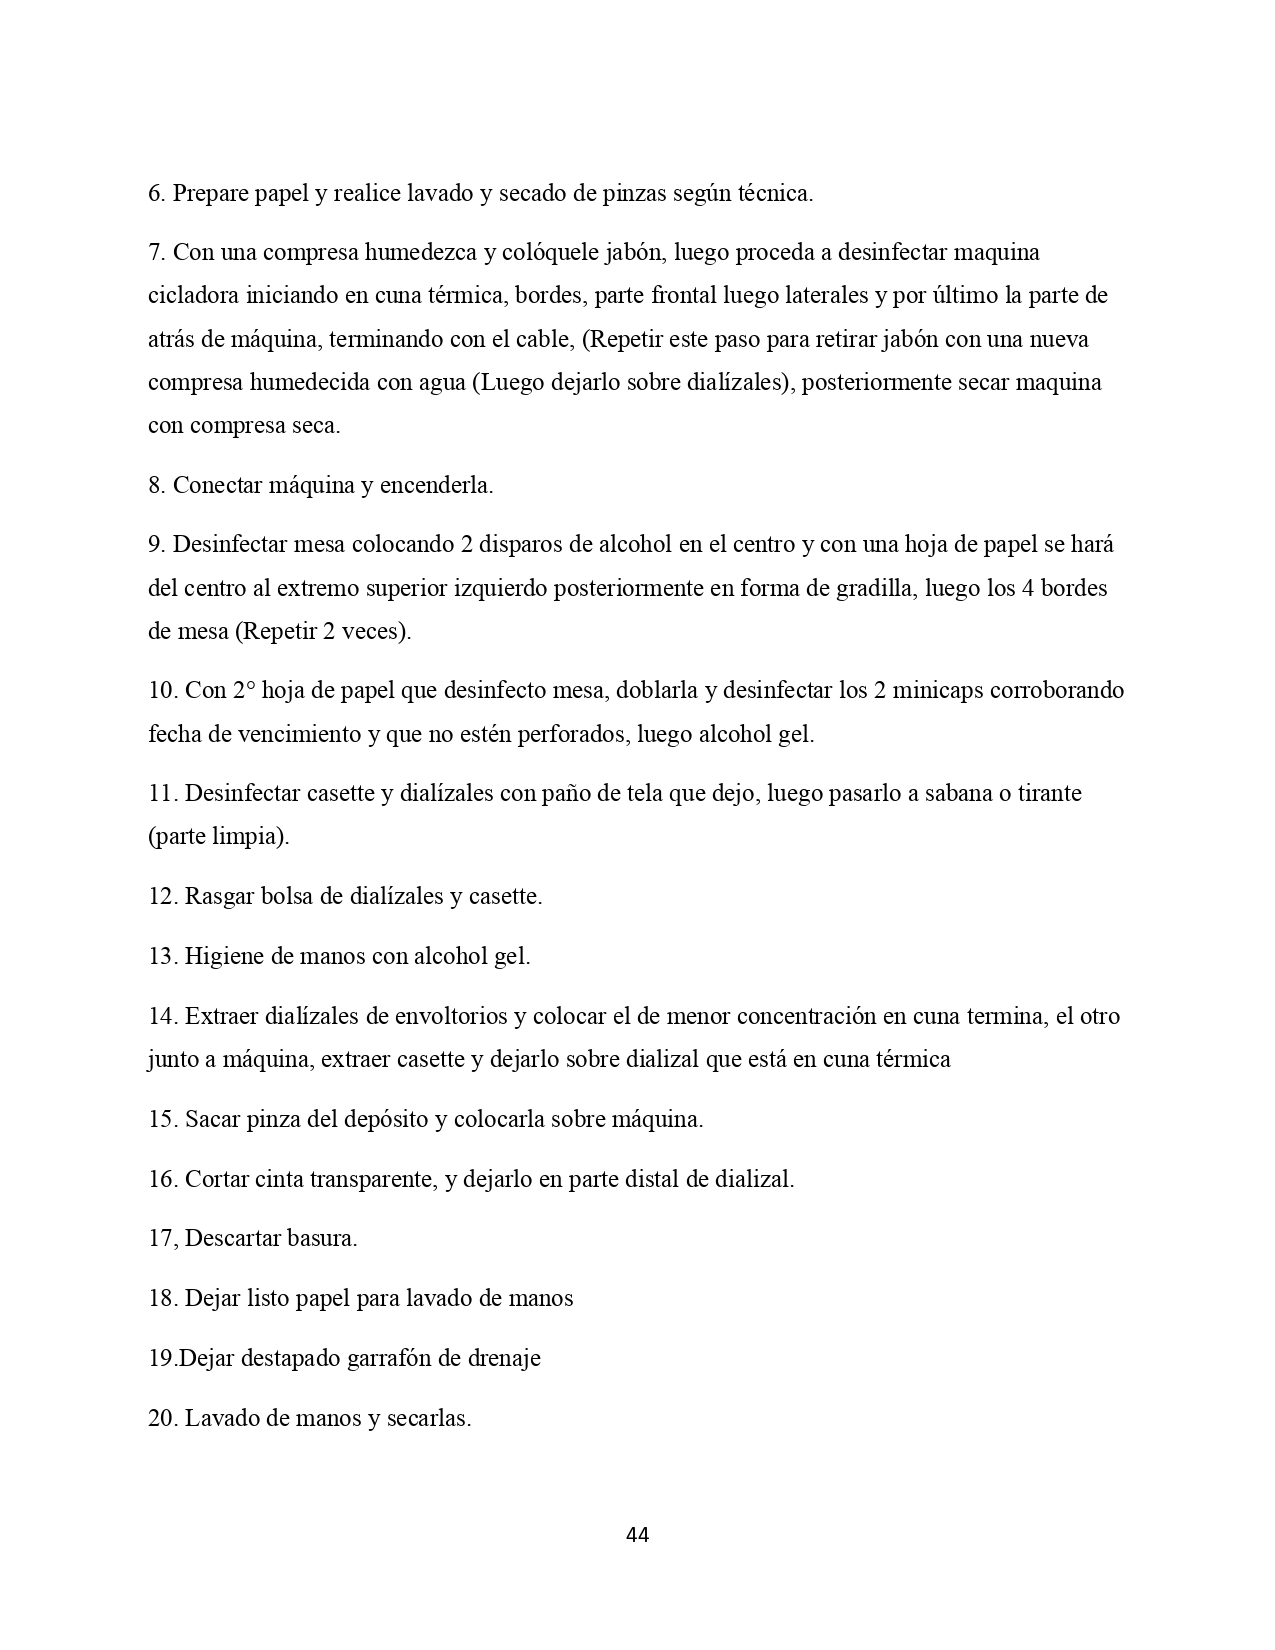 6. Prepare papel y realice lavado y secado de pinzas según técnica.
7. Con una compresa humedezca y colóquele jabón, luego proceda a desinfectar maquina
cicladora iniciando en cuna térmica, bordes, parte frontal luego laterales y por último la parte de
atrás de máquina, terminando con el cable, (Repetir este paso para retirar jabón con una nueva
compresa humedecida con agua (Luego dejarlo sobre dialízales), posteriormente secar maquina
con compresa seca.
8. Conectar máquina y encenderla.
9. Desinfectar mesa colocando 2 disparos de alcohol en el centro y con una hoja de papel se hará
del centro al extremo superior izquierdo posteriormente en forma de gradilla, luego los 4 bordes
de mesa (Repetir 2 veces).
10. Con 2° hoja de papel que desinfecto mesa, doblarla y desinfectar los 2 minicaps corroborando
fecha de vencimiento y que no estén perforados, luego alcohol gel.
11. Desinfectar casette y dialízales con paño de tela que dejo, luego pasarlo a sabana o tirante
(parte limpia).
12. Rasgar bolsa de dialízales y casette.
13. Higiene de manos con alcohol gel.
14. Extraer dialízales de envoltorios y colocar el de menor concentración en cuna termina, el otro
junto a máquina, extraer casette y dejarlo sobre dializal que está en cuna térmica
15. Sacar pinza del depósito y colocarla sobre máquina.
16. Cortar cinta transparente, y dejarlo en parte distal de dializal.
17, Descartar basura.
18. Dejar listo papel para lavado de manos
19.Dejar destapado garrafón de drenaje
20. Lavado de manos y secarlas.
44